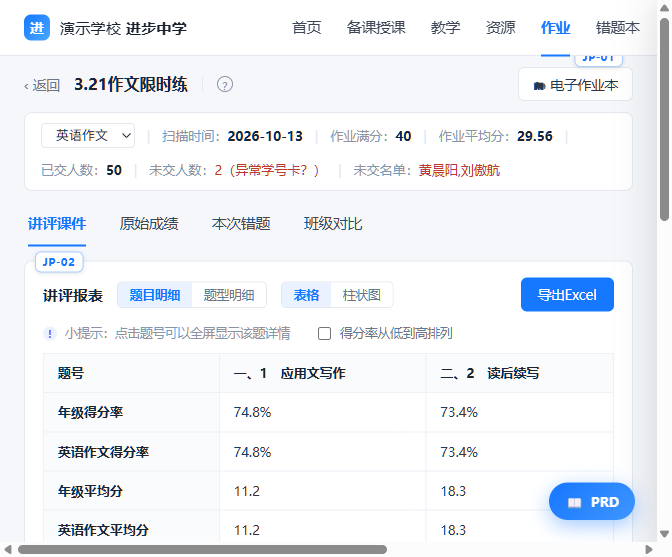 进 演示学校 进步中学 首页 备课授课 教学 资源 作业 错题本
JP-01
‹ 返回 3.21作文限时练 ? 电子作业本
英语作文 扫描时间：2026-10-13 作业满分：40 作业平均分：29.56
已交人数：50 未交人数：2（异常学号卡？） 未交名单：黄晨阳,刘傲航
讲评课件 原始成绩 本次错题 班级对比
JP-02
讲评报表 题目明细 题型明细 表格 柱状图 导出Excel
! 小提示：点击题号可以全屏显示该题详情 得分率从低到高排列
题号 一、1 应用文写作 二、2 读后续写
年级得分率 74.8% 73.4%
英语作文得分率 74.8% 73.4%
年级平均分 11.2 18.3
PRD
英语作文平均分 11.2 18.3